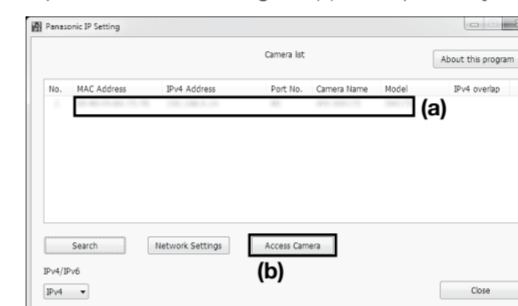 Panasonic IP Setting
Camera list
About this program
No. MAC Address IPv4 Address Port No. Camera Name Model IPv4 overlap
(a)
Search Network Settings Access Camera
(b)
IPv4/IPv6
IPv4
Close